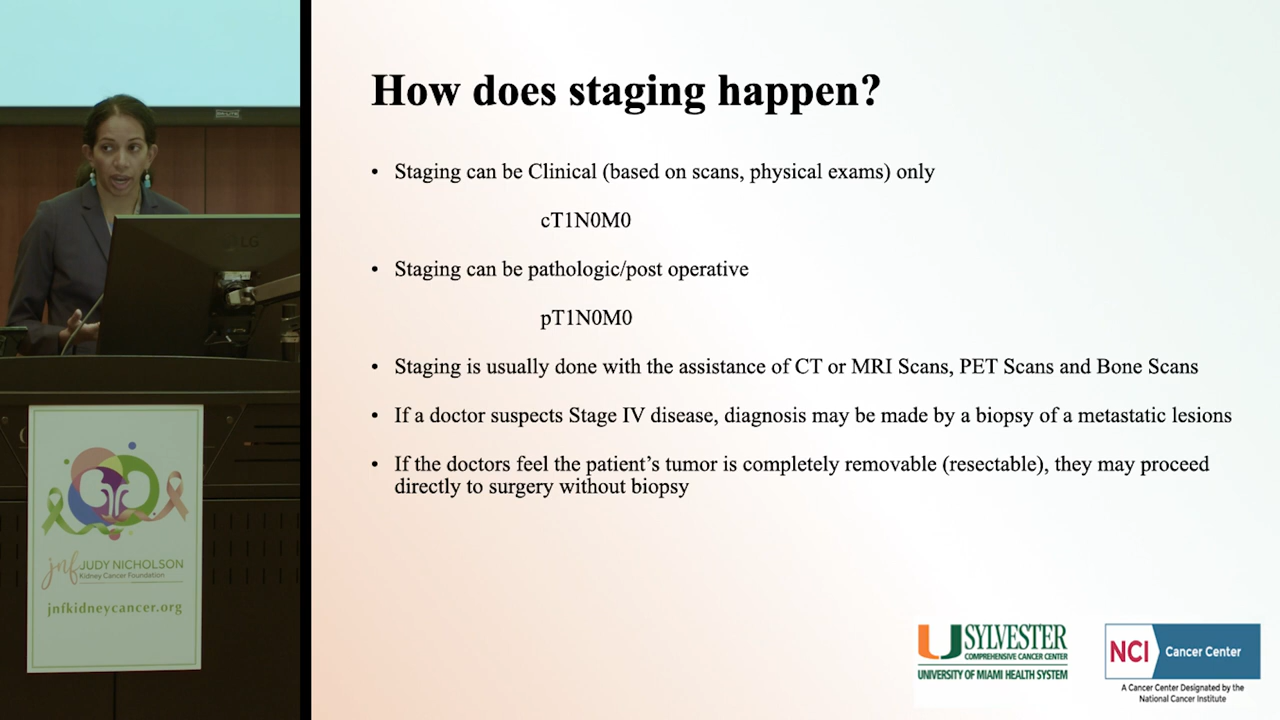 How does staging happen?
• Staging can be Clinical (based on scans, physical exams) only
cT1N0M0
• Staging can be pathologic/post operative
pT1N0M0
• Staging is usually done with the assistance of CT or MRI Scans, PET Scans and Bone Scans
• If a doctor suspects Stage IV disease, diagnosis may be made by a biopsy of a metastatic lesions
• If the doctors feel the patient’s tumor is completely removable (resectable), they may proceed
directly to surgery without biopsy
LG
jnf JUDY NICHOLSON
Kidney Cancer Foundation
jnfkidneycancer.org
U SYLVESTER
COMPREHENSIVE CANCER CENTER
UNIVERSITY OF MIAMI HEALTH SYSTEM
NCI Cancer Center
A Cancer Center Designated by the
National Cancer Institute